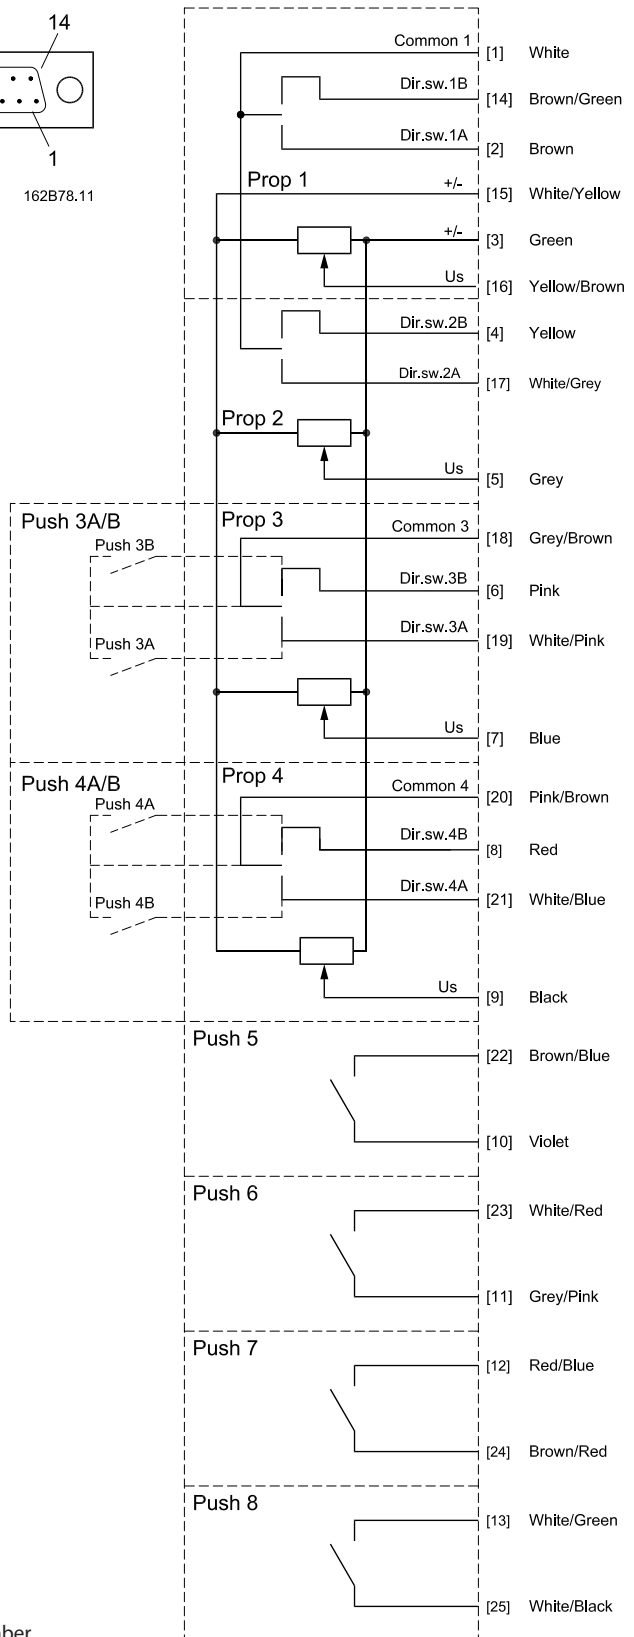 14
1
162B78.11
Common 1 [1] White
Dir.sw.1B [14] Brown/Green
Dir.sw.1A [2] Brown
Prop 1 +/- [15] White/Yellow
+/- [3] Green
Us [16] Yellow/Brown
Dir.sw.2B [4] Yellow
Dir.sw.2A [17] White/Grey
Prop 2
Us [5] Grey
Push 3A/B Prop 3 Common 3 [18] Grey/Brown
Push 3B
Dir.sw.3B [6] Pink
Dir.sw.3A [19] White/Pink
Push 3A
Us [7] Blue
Push 4A/B Prop 4 Common 4 [20] Pink/Brown
Push 4A
Dir.sw.4B [8] Red
Dir.sw.4A [21] White/Blue
Push 4B
Us [9] Black
Push 5
[22] Brown/Blue
[10] Violet
Push 6
[23] White/Red
[11] Grey/Pink
Push 7
[12] Red/Blue
[24] Brown/Red
Push 8
[13] White/Green
[25] White/Black